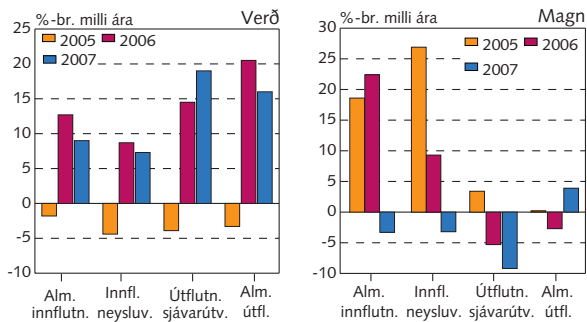 %-br. milli ára Verð
2005 2006
2007
25
20
15
10
5
0
-5
-10
Alm. innflutn.
Innfl. neysluv.
Útflutn. sjávarútv.
Alm. útfl.
%-br. milli ára Magn
2005 2006
2007
30
25
20
15
10
5
0
-5
-10
Alm. innflutn.
Innfl. neysluv.
Útflutn. sjávarútv.
Alm. útfl.